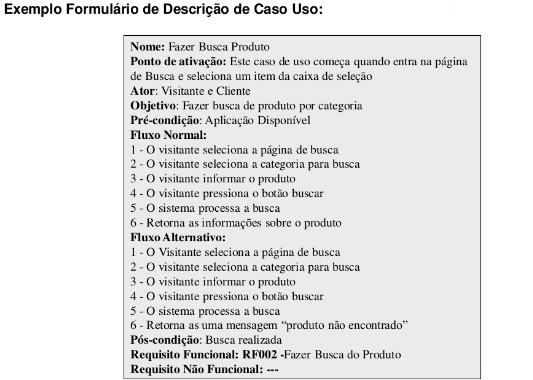 Exemplo Formulário de Descrição de Caso Uso:
Nome: Fazer Busca Produto
Ponto de ativação: Este caso de uso começa quando entra na página
de Busca e seleciona um item da caixa de seleção
Ator: Visitante e Cliente
Objetivo: Fazer busca de produto por categoria
Pré-condição: Aplicação Disponível
Fluxo Normal:
1 - O visitante seleciona a página de busca
2 - O visitante seleciona a categoria para busca
3 - O visitante informar o produto
4 - O visitante pressiona o botão buscar
5 - O sistema processa a busca
6 - Retorna as informações sobre o produto
Fluxo Alternativo:
1 - O Visitante seleciona a página de busca
2 - O visitante seleciona a categoria para busca
3 - O visitante informar o produto
4 - O visitante pressiona o botão buscar
5 - O sistema processa a busca
6 - Retorna as uma mensagem “produto não encontrado”
Pós-condição: Busca realizada
Requisito Funcional: RF002 -Fazer Busca do Produto
Requisito Não Funcional: ---